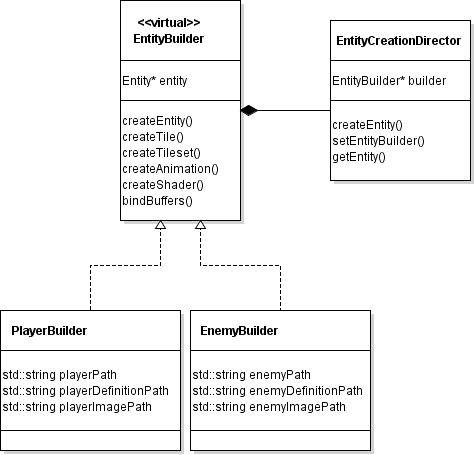 <<virtual>>
EntityBuilder
Entity* entity
createEntity()
createTile()
createTileset()
createAnimation()
createShader()
bindBuffers()
EntityCreationDirector
EntityBuilder* builder
createEntity()
setEntityBuilder()
getEntity()
PlayerBuilder
std::string playerPath
std::string playerDefinitionPath
std::string playerImagePath
EnemyBuilder
std::string enemyPath
std::string enemyDefinitionPath
std::string enemyImagePath